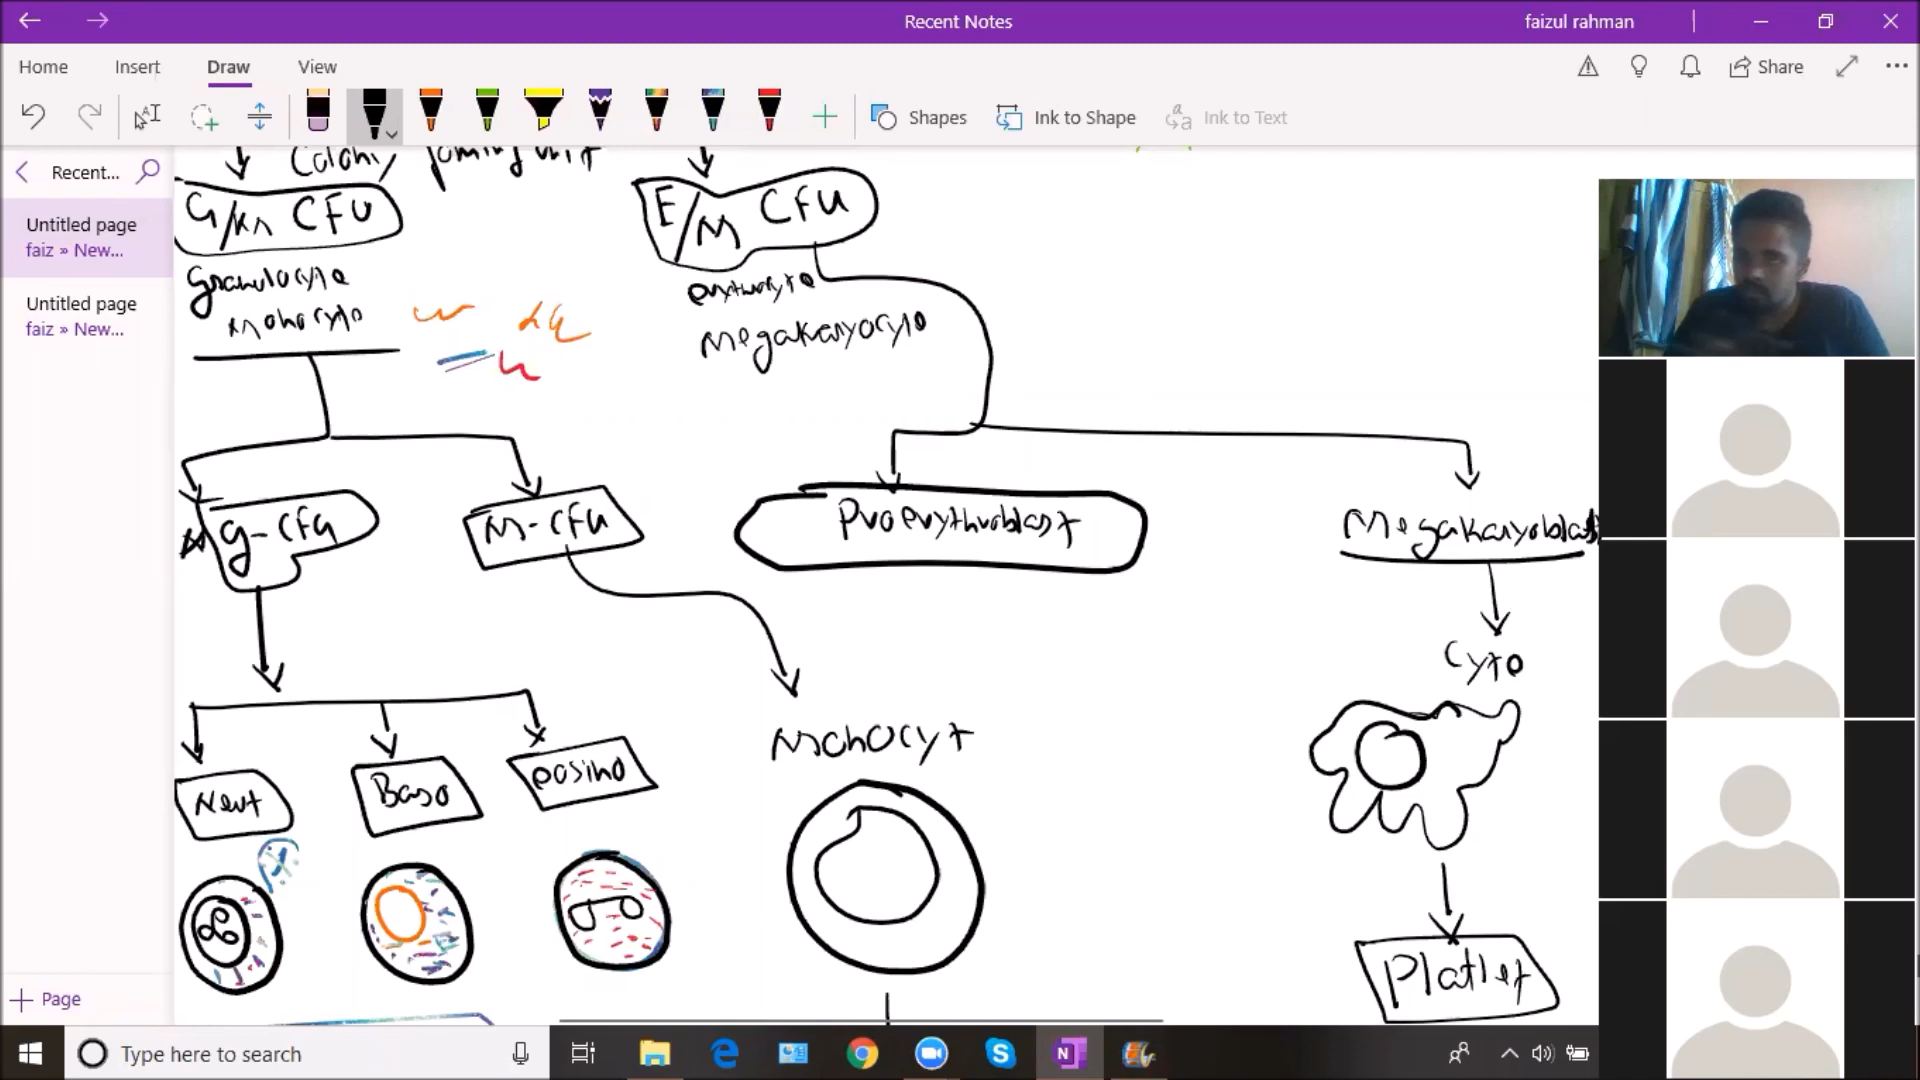 Recent Notes
faizul rahman
Home
Insert
Draw
View
Share
Shapes
Ink to Shape
Ink to Text
Recent...
Untitled page
faiz » New...
Untitled page
faiz » New...
Page
Colony forming unit
G/m CFU
E/M CFU
Granulocyte
monocyto
erythrocyte
Megakaryocyto
g-CFU
M-CFU
Proerythroblast
Megakaryoblast
Cyto
Monocyt
Neut
Baso
eosino
Platlet
Type here to search